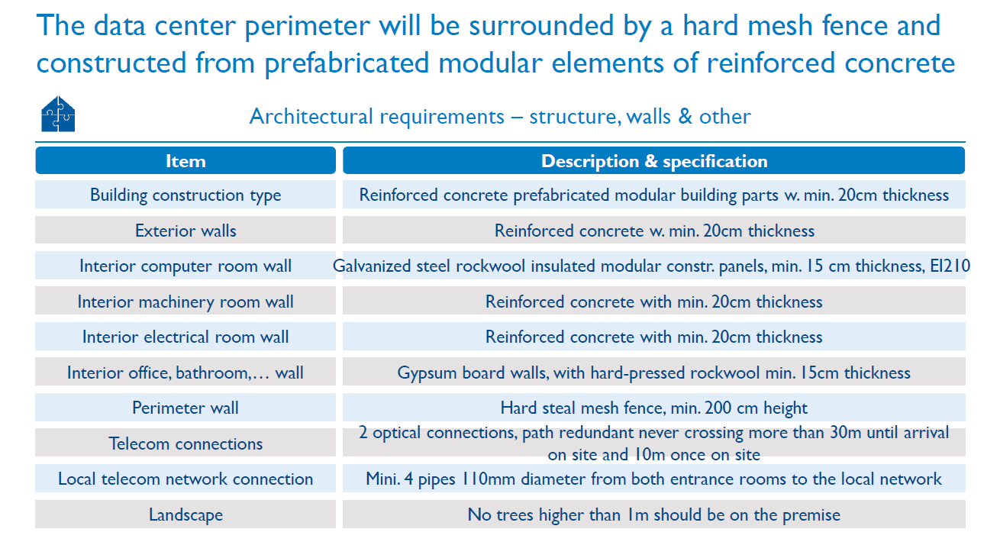 The data center perimeter will be surrounded by a hard mesh fence and
constructed from prefabricated modular elements of reinforced concrete
Architectural requirements – structure, walls & other
Item
Description & specification
Building construction type
Reinforced concrete prefabricated modular building parts w. min. 20cm thickness
Exterior walls
Reinforced concrete w. min. 20cm thickness
Interior computer room wall
Galvanized steel rockwool insulated modular constr. panels, min. 15 cm thickness, EI210
Interior machinery room wall
Reinforced concrete with min. 20cm thickness
Interior electrical room wall
Reinforced concrete with min. 20cm thickness
Interior office, bathroom,… wall
Gypsum board walls, with hard-pressed rockwool min. 15cm thickness
Perimeter wall
Hard steal mesh fence, min. 200 cm height
Telecom connections
2 optical connections, path redundant never crossing more than 30m until arrival
on site and 10m once on site
Local telecom network connection
Mini. 4 pipes 110mm diameter from both entrance rooms to the local network
Landscape
No trees higher than 1m should be on the premise